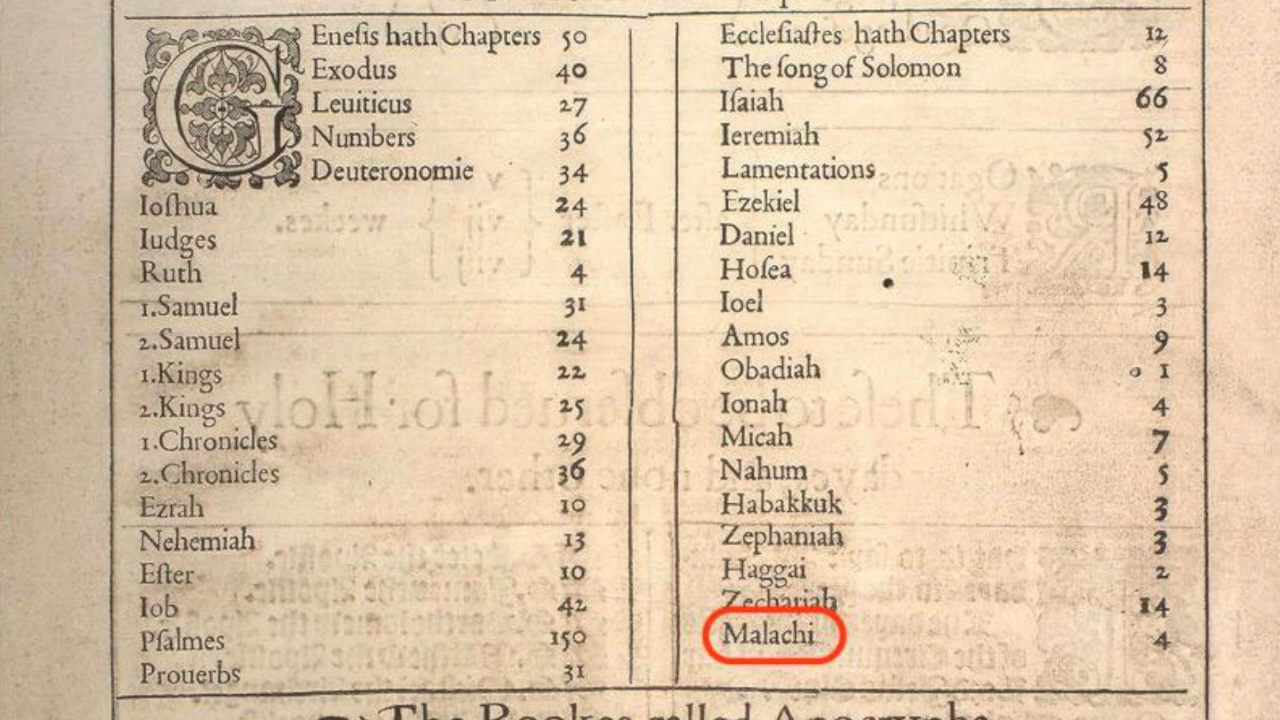 GEneſis hath Chapters 50
Exodus 40
Leuiticus 27
Numbers 36
Deuteronomie 34
Ioſhua 24
Iudges 21
Ruth 4
1.Samuel 31
2.Samuel 24
1.Kings 22
2.Kings 25
1.Chronicles 29
2.Chronicles 36
Ezrah 10
Nehemiah 13
Eſter 10
Iob 42
Pſalmes 150
Prouerbs 31
Eccleſiaſtes hath Chapters 12
The ſong of Solomon 8
Iſaiah 66
Ieremiah 52
Lamentations 5
Ezekiel 48
Daniel 12
Hoſea 14
Ioel 3
Amos 9
Obadiah 1
Ionah 4
Micah 7
Nahum 5
Habakkuk 3
Zephaniah 3
Haggai 2
Zechariah 14
Malachi 4
The Bookes called Apocrypha